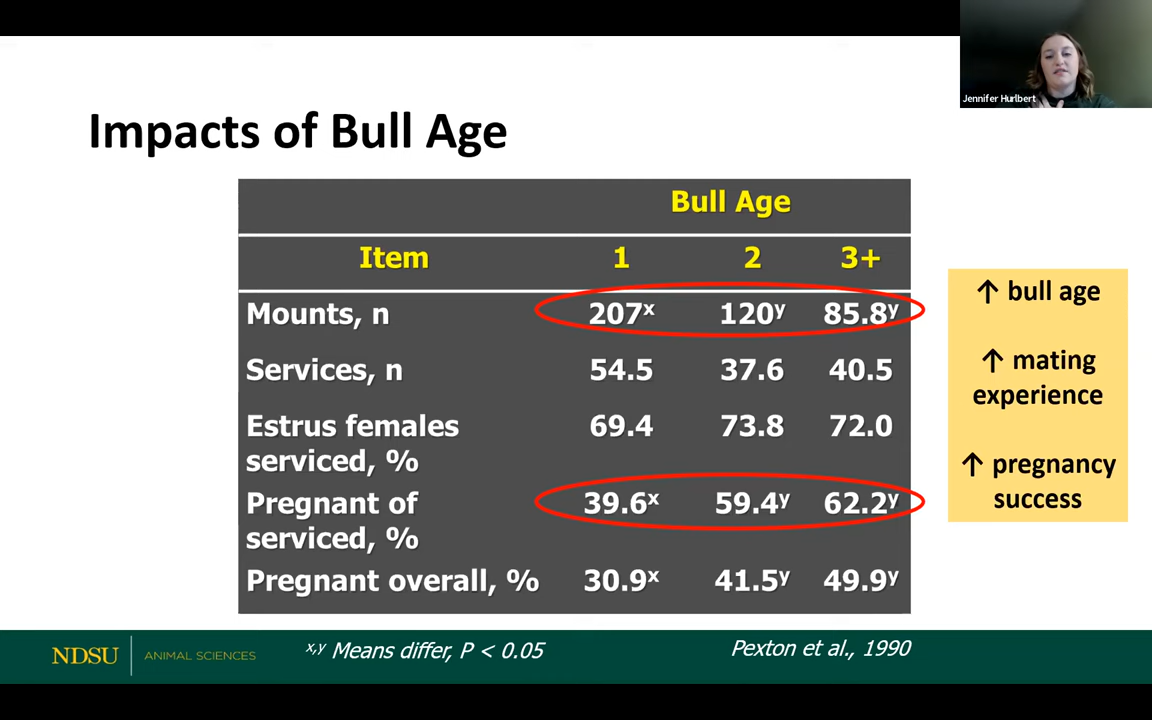 Jennifer Hurlbert
Impacts of Bull Age
Bull Age
Item 1 2 3+
Mounts, n 207ˣ 120ʸ 85.8ʸ
Services, n 54.5 37.6 40.5
Estrus females
serviced, % 69.4 73.8 72.0
Pregnant of
serviced, % 39.6ˣ 59.4ʸ 62.2ʸ
Pregnant overall, % 30.9ˣ 41.5ʸ 49.9ʸ
↑ bull age
↑ mating
experience
↑ pregnancy
success
NDSU ANIMAL SCIENCES
x,y Means differ, P < 0.05
Pexton et al., 1990